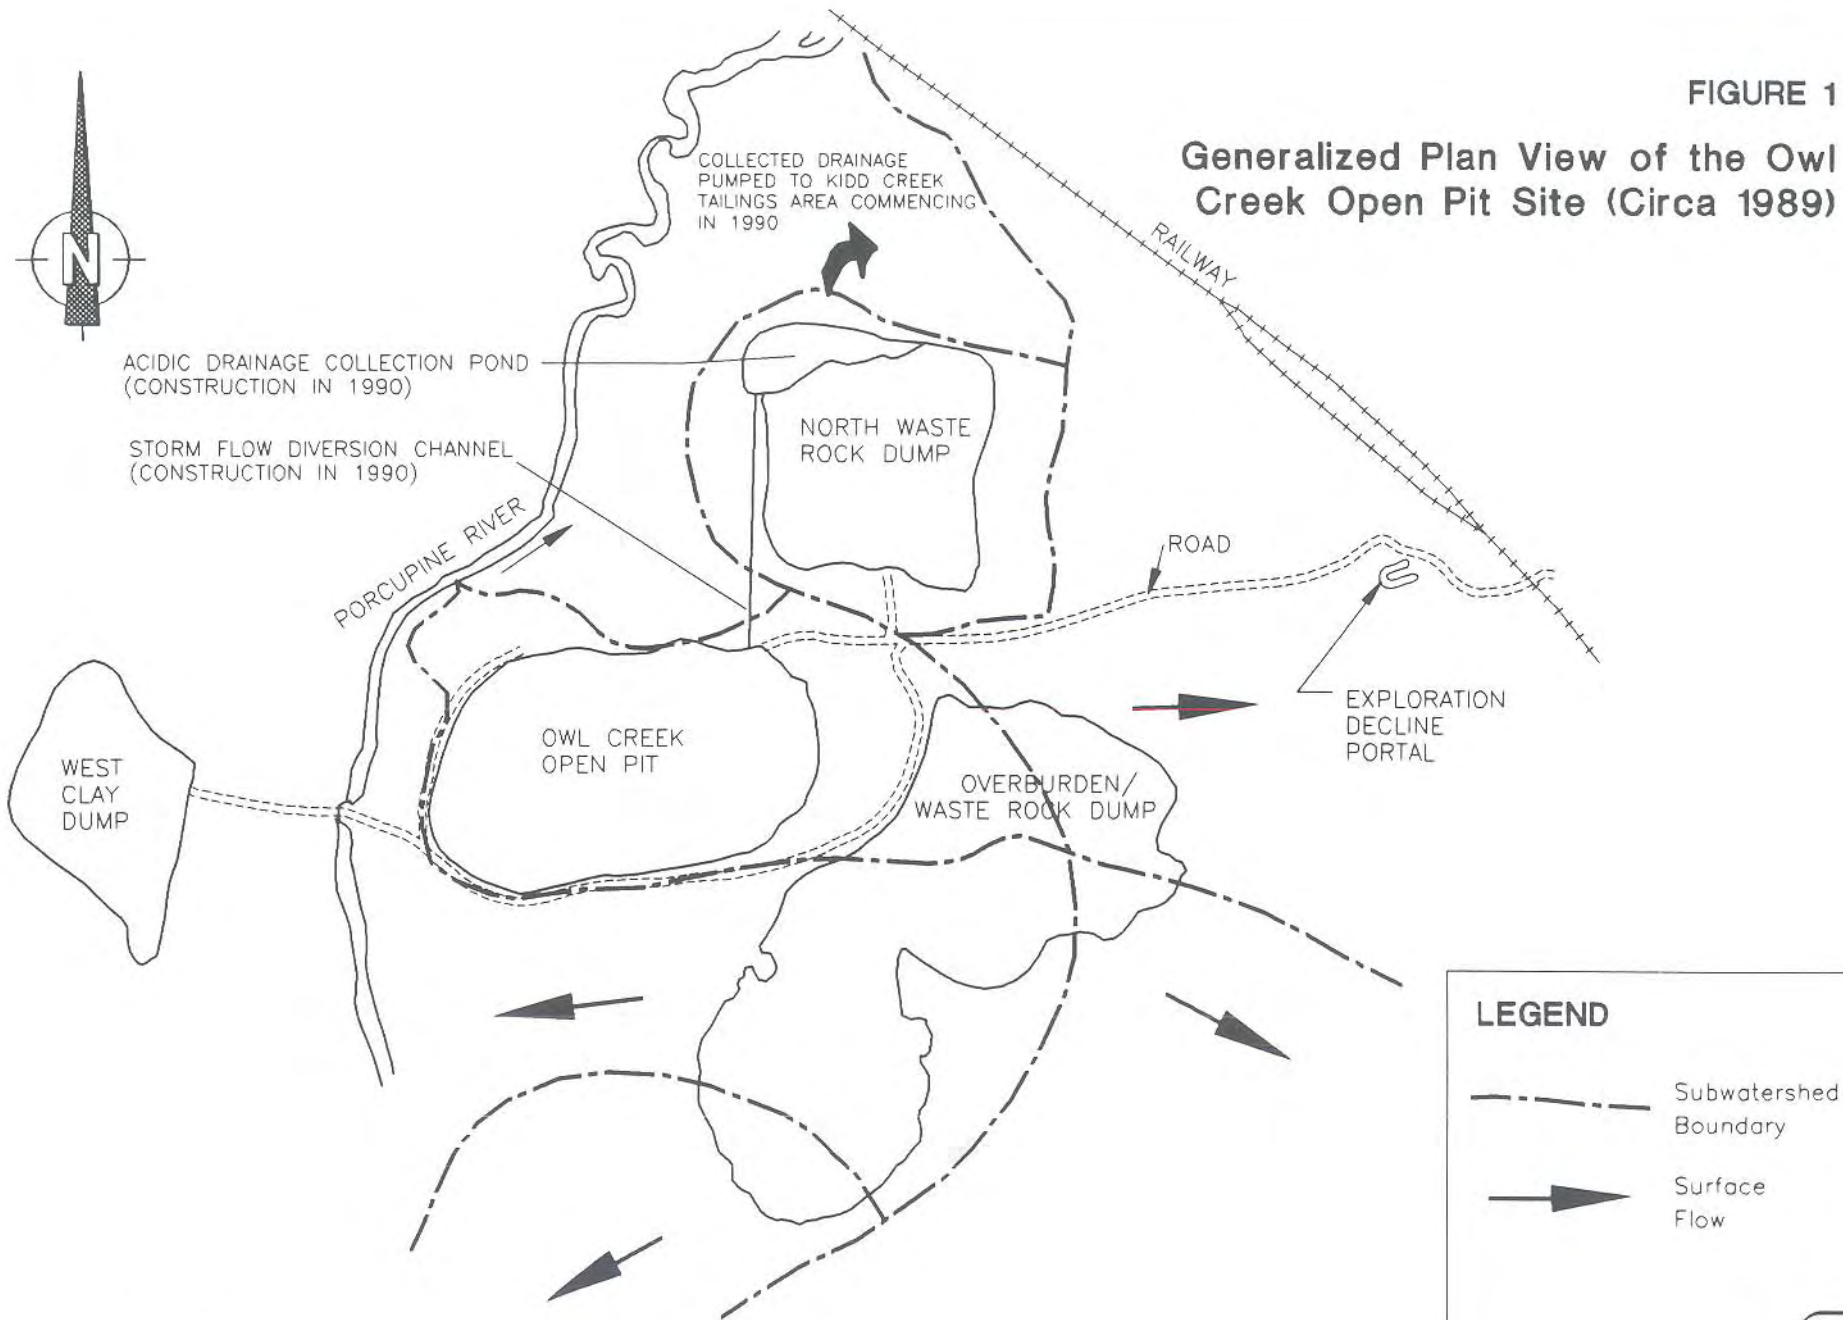 FIGURE 1
Generalized Plan View of the Owl
Creek Open Pit Site (Circa 1989)
N
COLLECTED DRAINAGE
PUMPED TO KIDD CREEK
TAILINGS AREA COMMENCING
IN 1990
RAILWAY
ACIDIC DRAINAGE COLLECTION POND
(CONSTRUCTION IN 1990)
STORM FLOW DIVERSION CHANNEL
(CONSTRUCTION IN 1990)
NORTH WASTE
ROCK DUMP
PORCUPINE RIVER
ROAD
EXPLORATION
DECLINE
PORTAL
OWL CREEK
OPEN PIT
WEST
CLAY
DUMP
OVERBURDEN/
WASTE ROCK DUMP
LEGEND
Subwatershed
Boundary
Surface
Flow